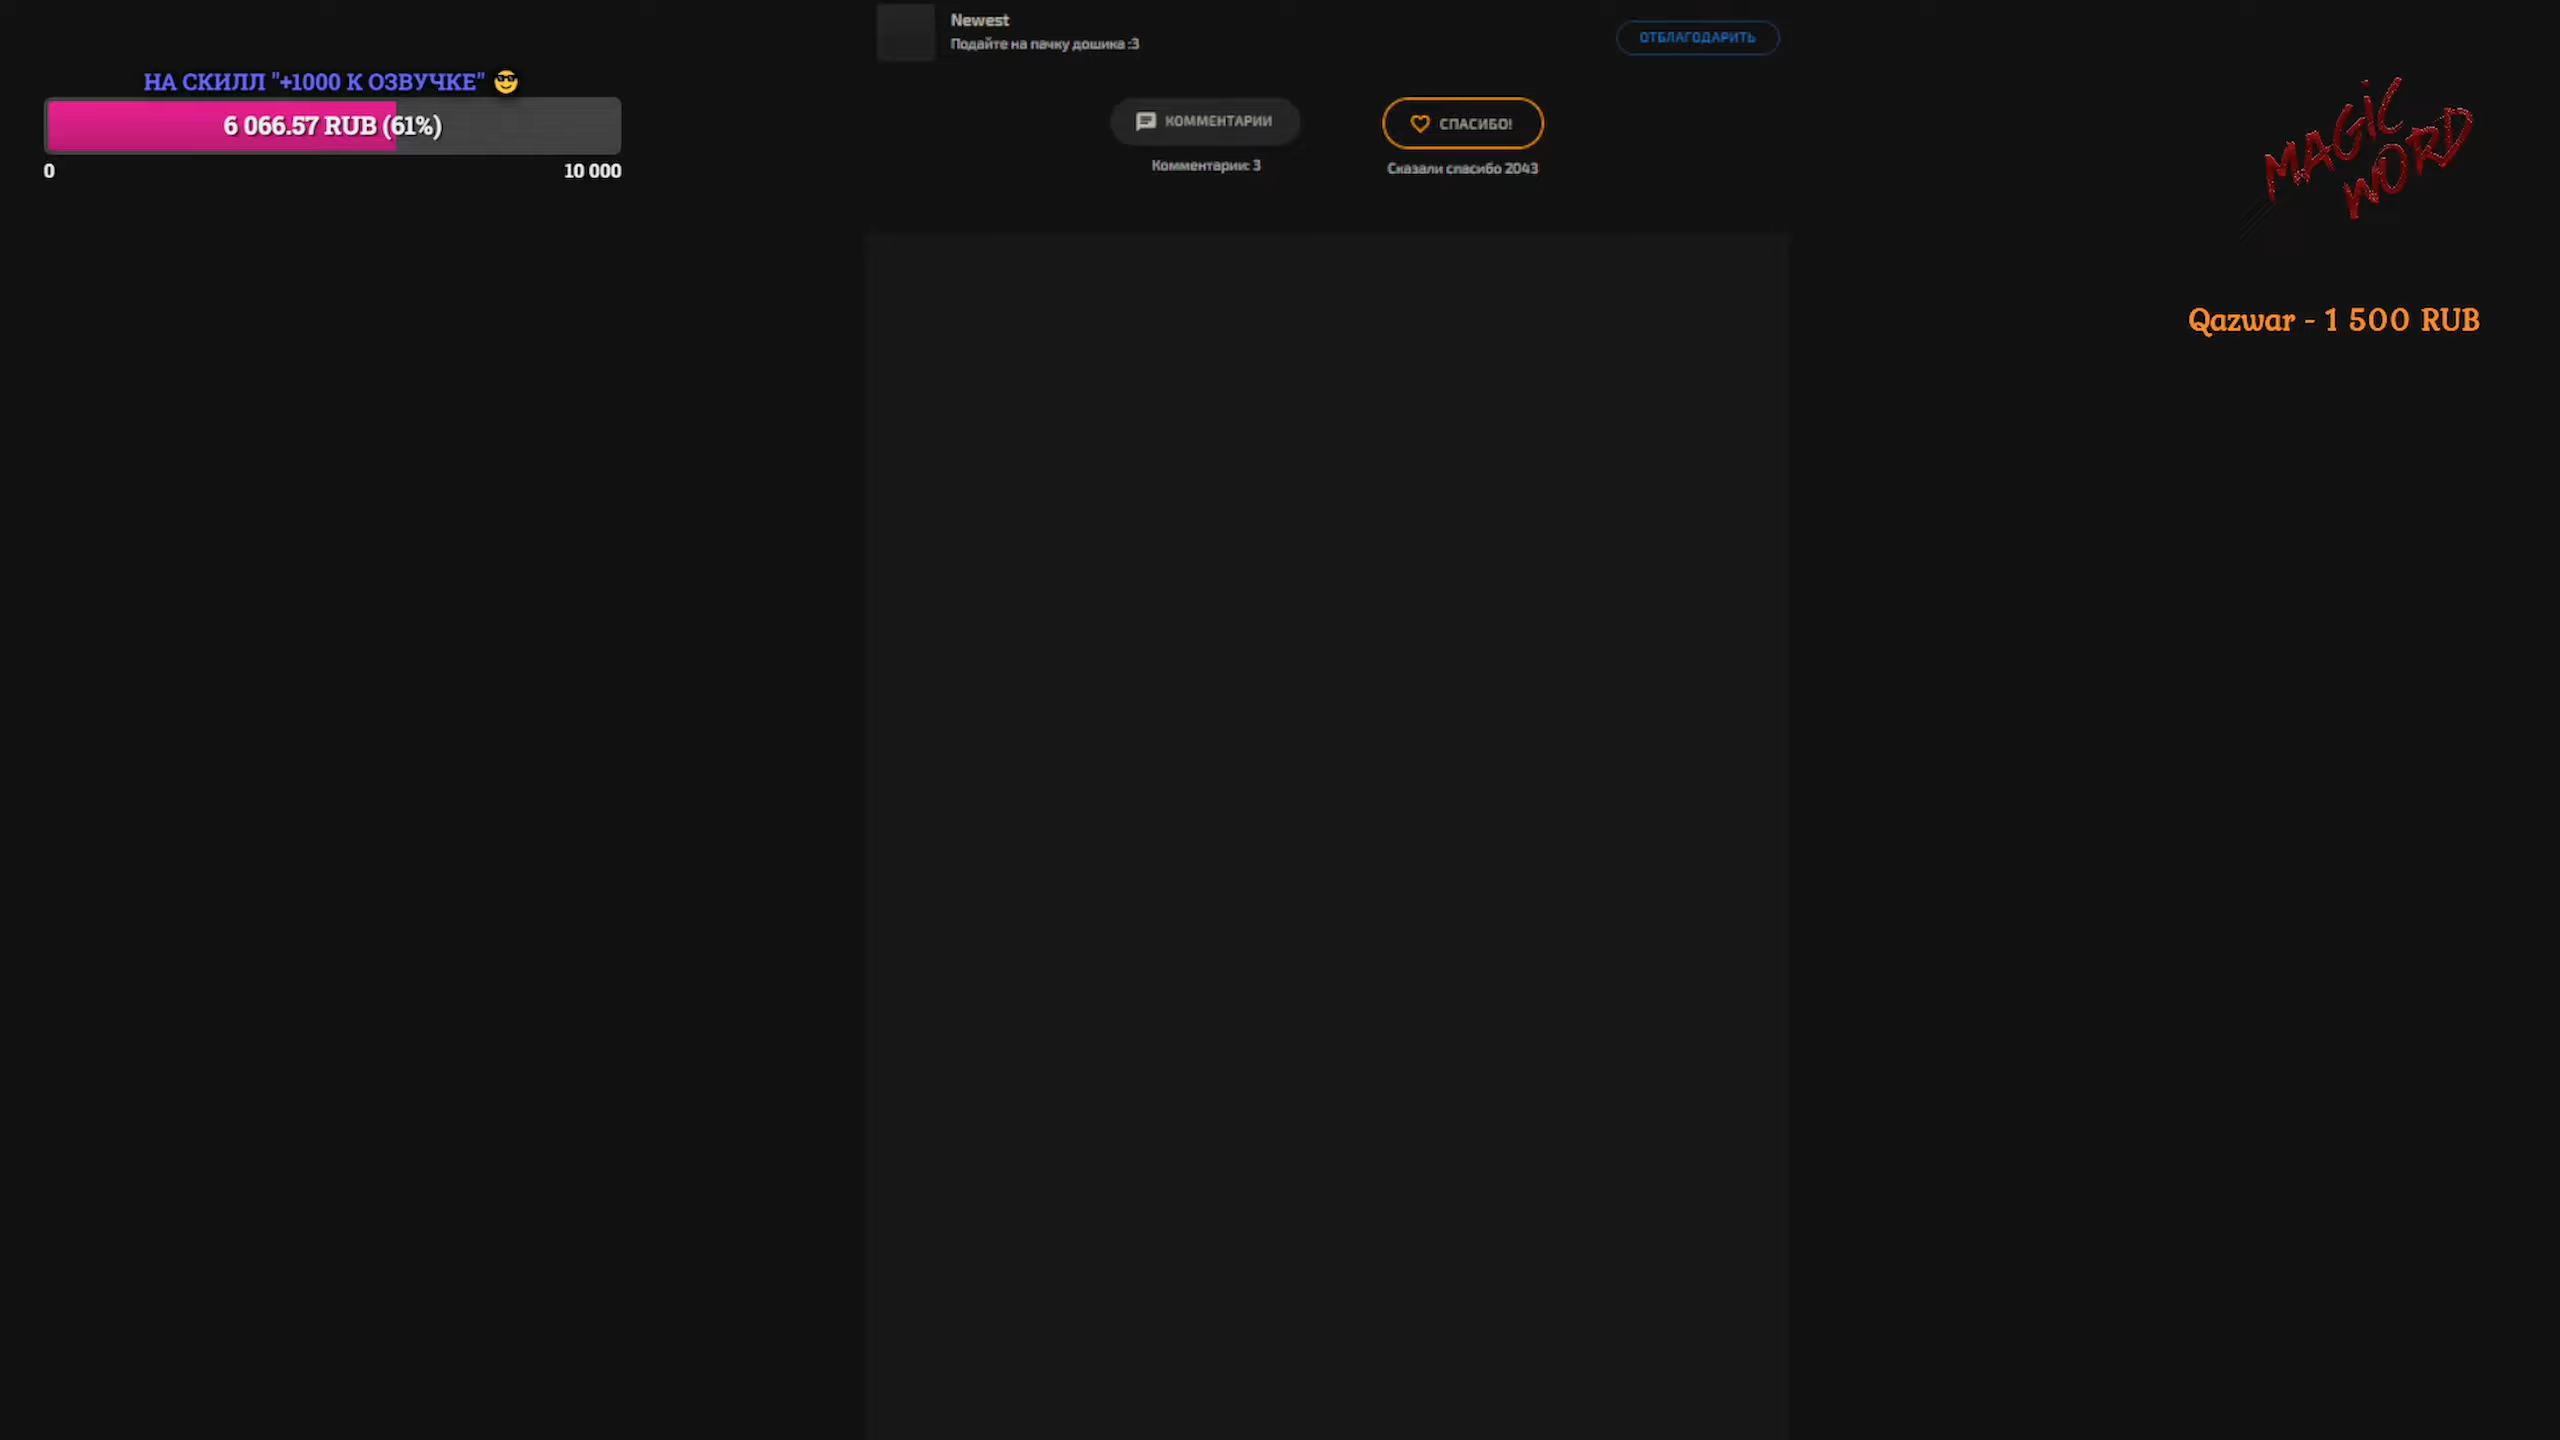 Newest
Подайте на пачку дошика :3
ОТБЛАГОДАРИТЬ
НА СКИЛЛ "+1000 К ОЗВУЧКЕ" 😎
6 066.57 RUB (61%)
0
10 000
КОММЕНТАРИИ
Комментарии: 3
СПАСИБО!
Сказали спасибо 2043
MAGIC
WORD
Qazwar - 1 500 RUB